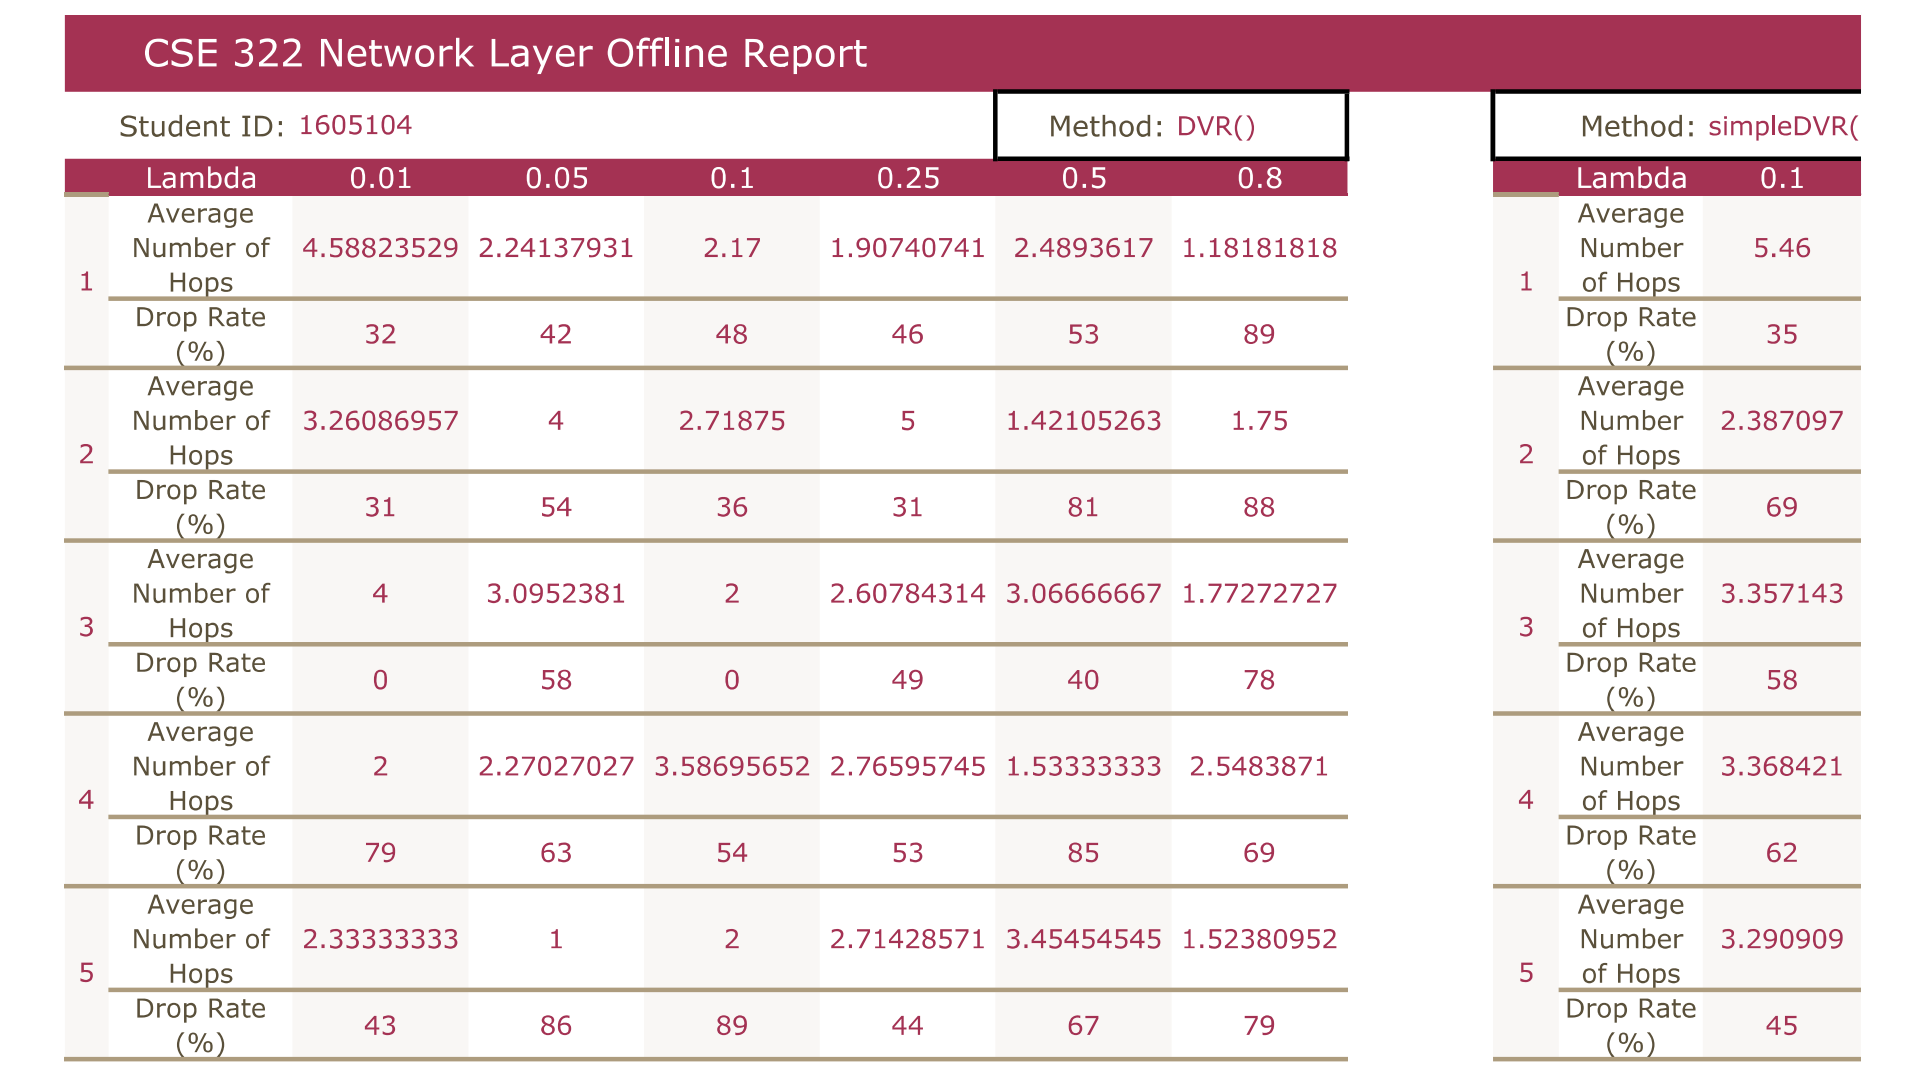 CSE 322 Network Layer Offline Report
Student ID: 1605104 Method: DVR() Method: simpleDVR(
Lambda 0.01 0.05 0.1 0.25 0.5 0.8 Lambda 0.1
1 Average Number of Hops 4.58823529 2.24137931 2.17 1.90740741 2.4893617 1.18181818 1 Average Number of Hops 5.46
Drop Rate (%) 32 42 48 46 53 89 Drop Rate (%) 35
2 Average Number of Hops 3.26086957 4 2.71875 5 1.42105263 1.75 2 Average Number of Hops 2.387097
Drop Rate (%) 31 54 36 31 81 88 Drop Rate (%) 69
3 Average Number of Hops 4 3.0952381 2 2.60784314 3.06666667 1.77272727 3 Average Number of Hops 3.357143
Drop Rate (%) 0 58 0 49 40 78 Drop Rate (%) 58
4 Average Number of Hops 2 2.27027027 3.58695652 2.76595745 1.53333333 2.5483871 4 Average Number of Hops 3.368421
Drop Rate (%) 79 63 54 53 85 69 Drop Rate (%) 62
5 Average Number of Hops 2.33333333 1 2 2.71428571 3.45454545 1.52380952 5 Average Number of Hops 3.290909
Drop Rate (%) 43 86 89 44 67 79 Drop Rate (%) 45